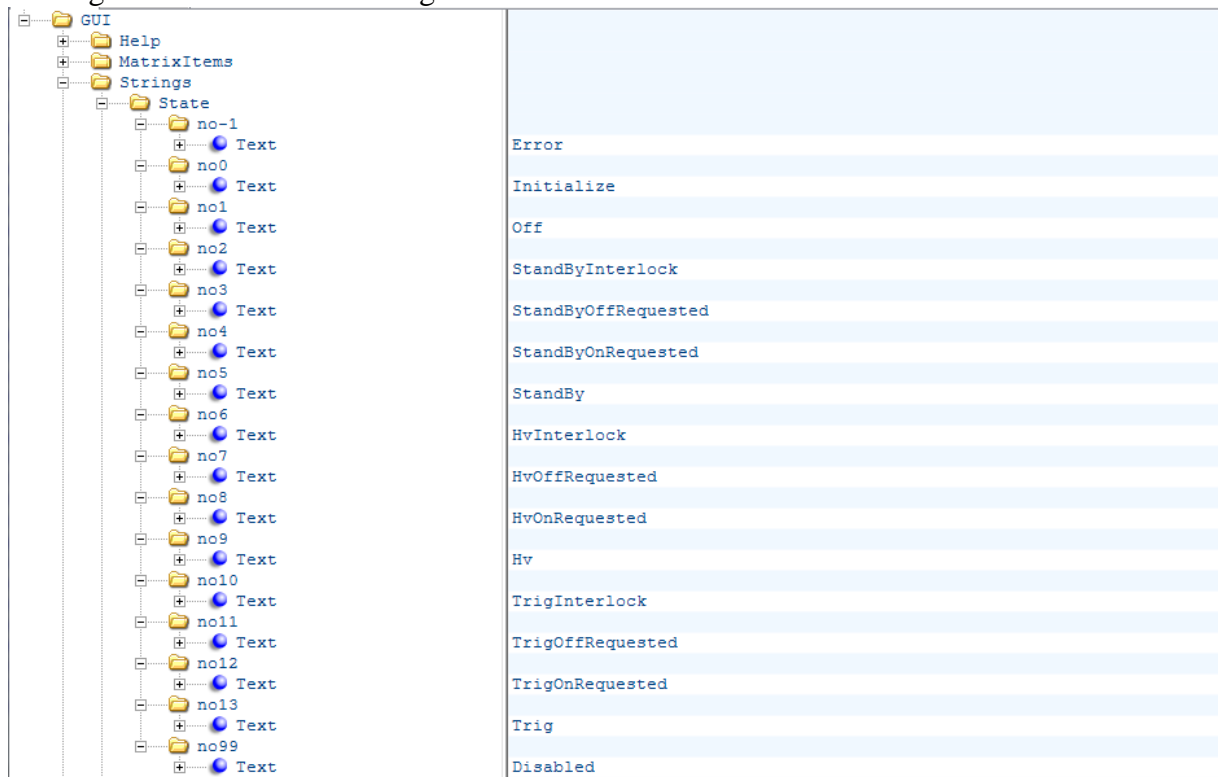 GUI
Help
MatrixItems
Strings
State
no-1
Text Error
no0
Text Initialize
no1
Text Off
no2
Text StandByInterlock
no3
Text StandByOffRequested
no4
Text StandByOnRequested
no5
Text StandBy
no6
Text HvInterlock
no7
Text HvOffRequested
no8
Text HvOnRequested
no9
Text Hv
no10
Text TrigInterlock
no11
Text TrigOffRequested
no12
Text TrigOnRequested
no13
Text Trig
no99
Text Disabled